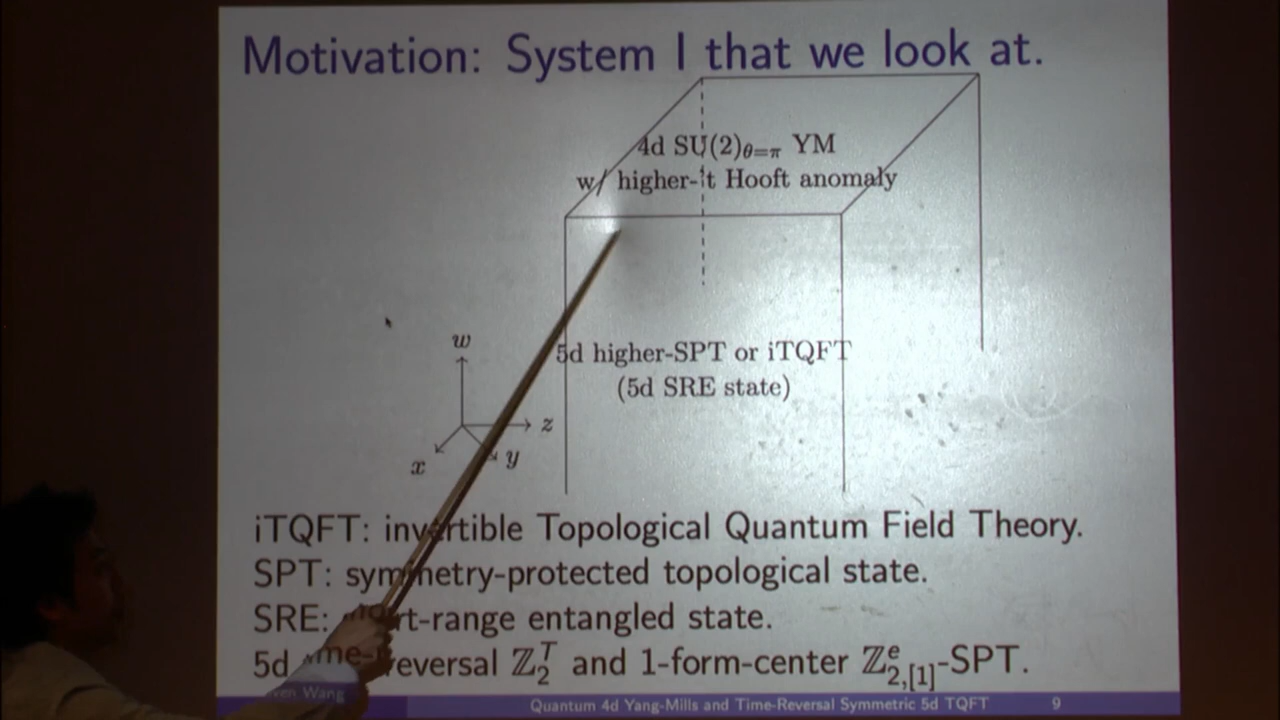 Motivation: System I that we look at.
4d SU(2)θ=π YM
w/ higher-'t Hooft anomaly
5d higher-SPT or iTQFT
(5d SRE state)
w
z
y
x
iTQFT: invertible Topological Quantum Field Theory.
SPT: symmetry-protected topological state.
SRE: short-range entangled state.
5d time-reversal ℤ₂ᵀ and 1-form-center ℤᵉ₂,[1]-SPT.
Wang
Quantum 4d Yang-Mills and Time-Reversal Symmetric 5d TQFT
9